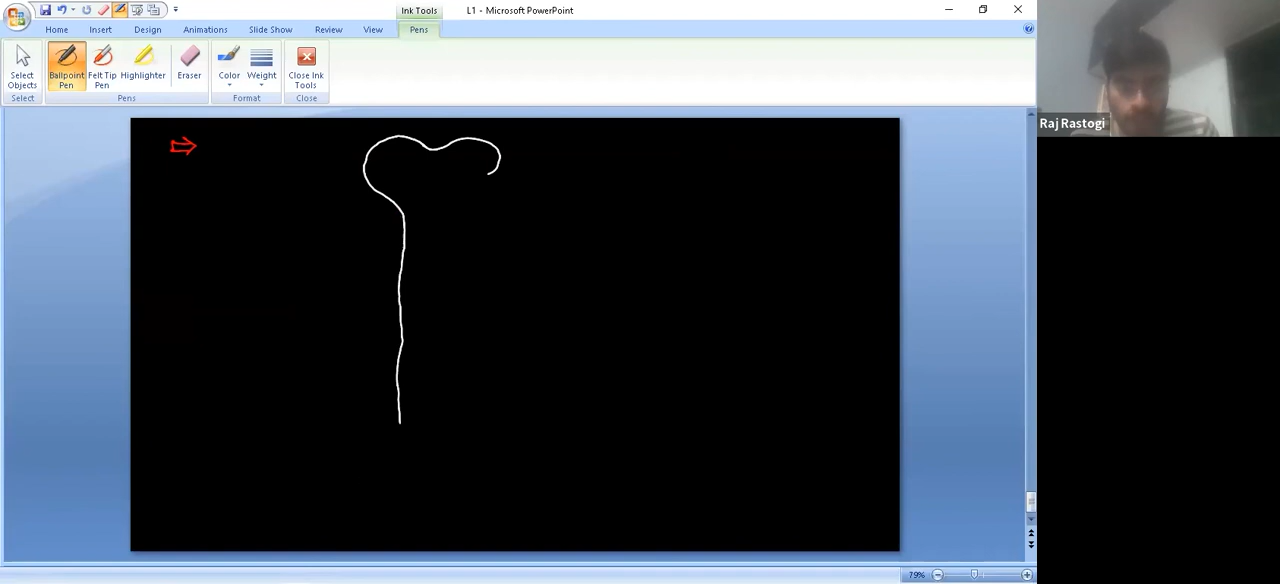 Ink Tools
L1 - Microsoft PowerPoint
Home Insert Design Animations Slide Show Review View Pens
Select Objects
Ballpoint Pen
Felt Tip Pen
Highlighter
Eraser
Color
Weight
Close Ink Tools
Select Pens Format Close
Raj Rastogi
79%